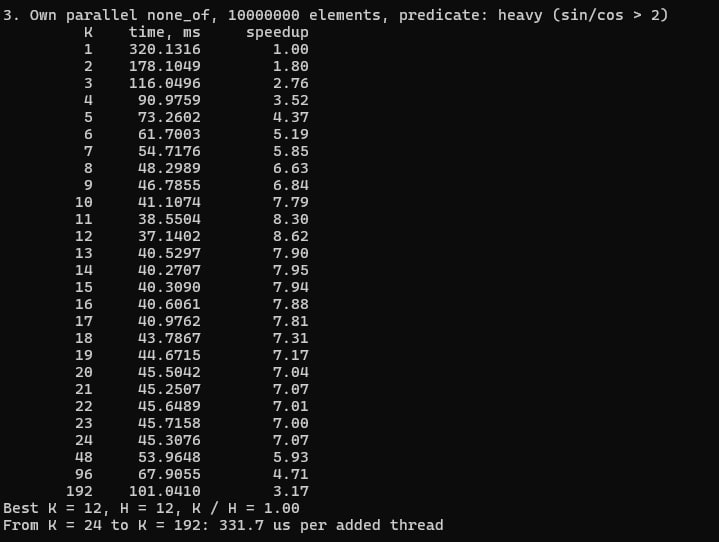 3. Own parallel none_of, 10000000 elements, predicate: heavy (sin/cos > 2)
K time, ms speedup
1 320.1316 1.00
2 178.1049 1.80
3 116.0496 2.76
4 90.9759 3.52
5 73.2602 4.37
6 61.7003 5.19
7 54.7176 5.85
8 48.2989 6.63
9 46.7855 6.84
10 41.1074 7.79
11 38.5504 8.30
12 37.1402 8.62
13 40.5297 7.90
14 40.2707 7.95
15 40.3090 7.94
16 40.6061 7.88
17 40.9762 7.81
18 43.7867 7.31
19 44.6715 7.17
20 45.5042 7.04
21 45.2507 7.07
22 45.6489 7.01
23 45.7158 7.00
24 45.3076 7.07
48 53.9648 5.93
96 67.9055 4.71
192 101.0410 3.17
Best K = 12, H = 12, K / H = 1.00
From K = 24 to K = 192: 331.7 us per added thread